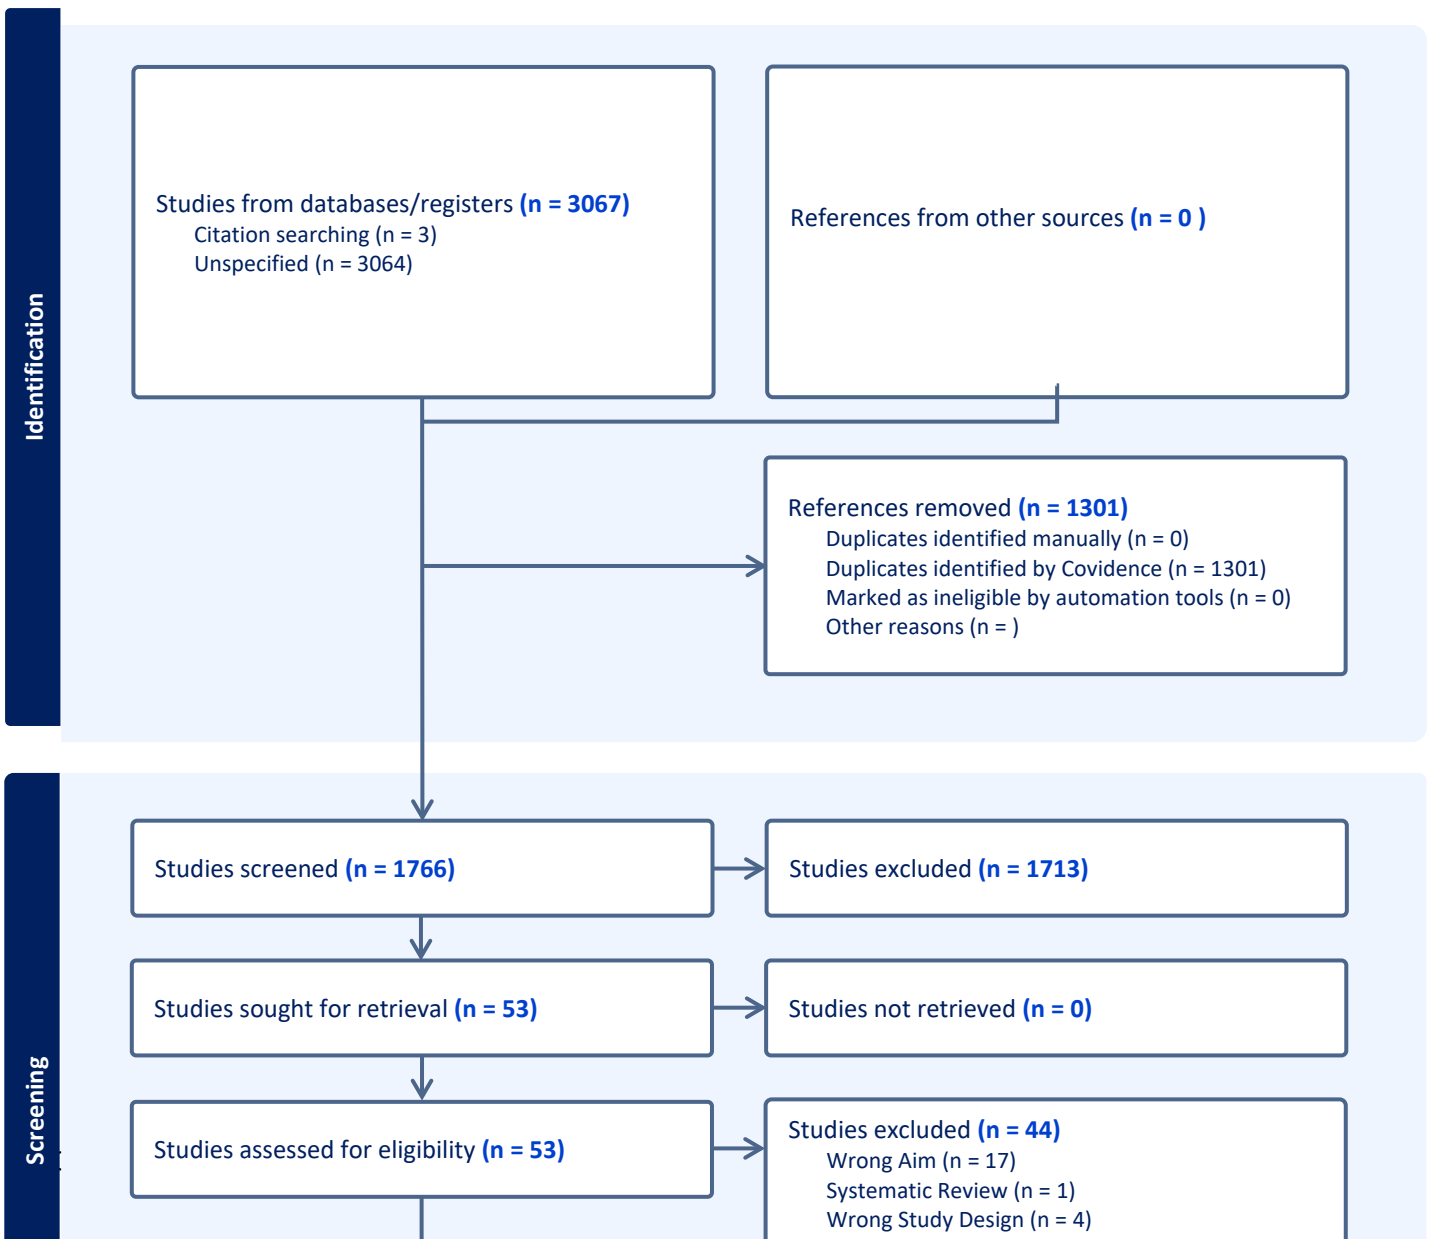 Identification
Studies from databases/registers (n = 3067)
Citation searching (n = 3)
Unspecified (n = 3064)
References from other sources (n = 0 )
References removed (n = 1301)
Duplicates identified manually (n = 0)
Duplicates identified by Covidence (n = 1301)
Marked as ineligible by automation tools (n = 0)
Other reasons (n = )
Screening
Studies screened (n = 1766)
Studies excluded (n = 1713)
Studies sought for retrieval (n = 53)
Studies not retrieved (n = 0)
Studies assessed for eligibility (n = 53)
Studies excluded (n = 44)
Wrong Aim (n = 17)
Systematic Review (n = 1)
Wrong Study Design (n = 4)